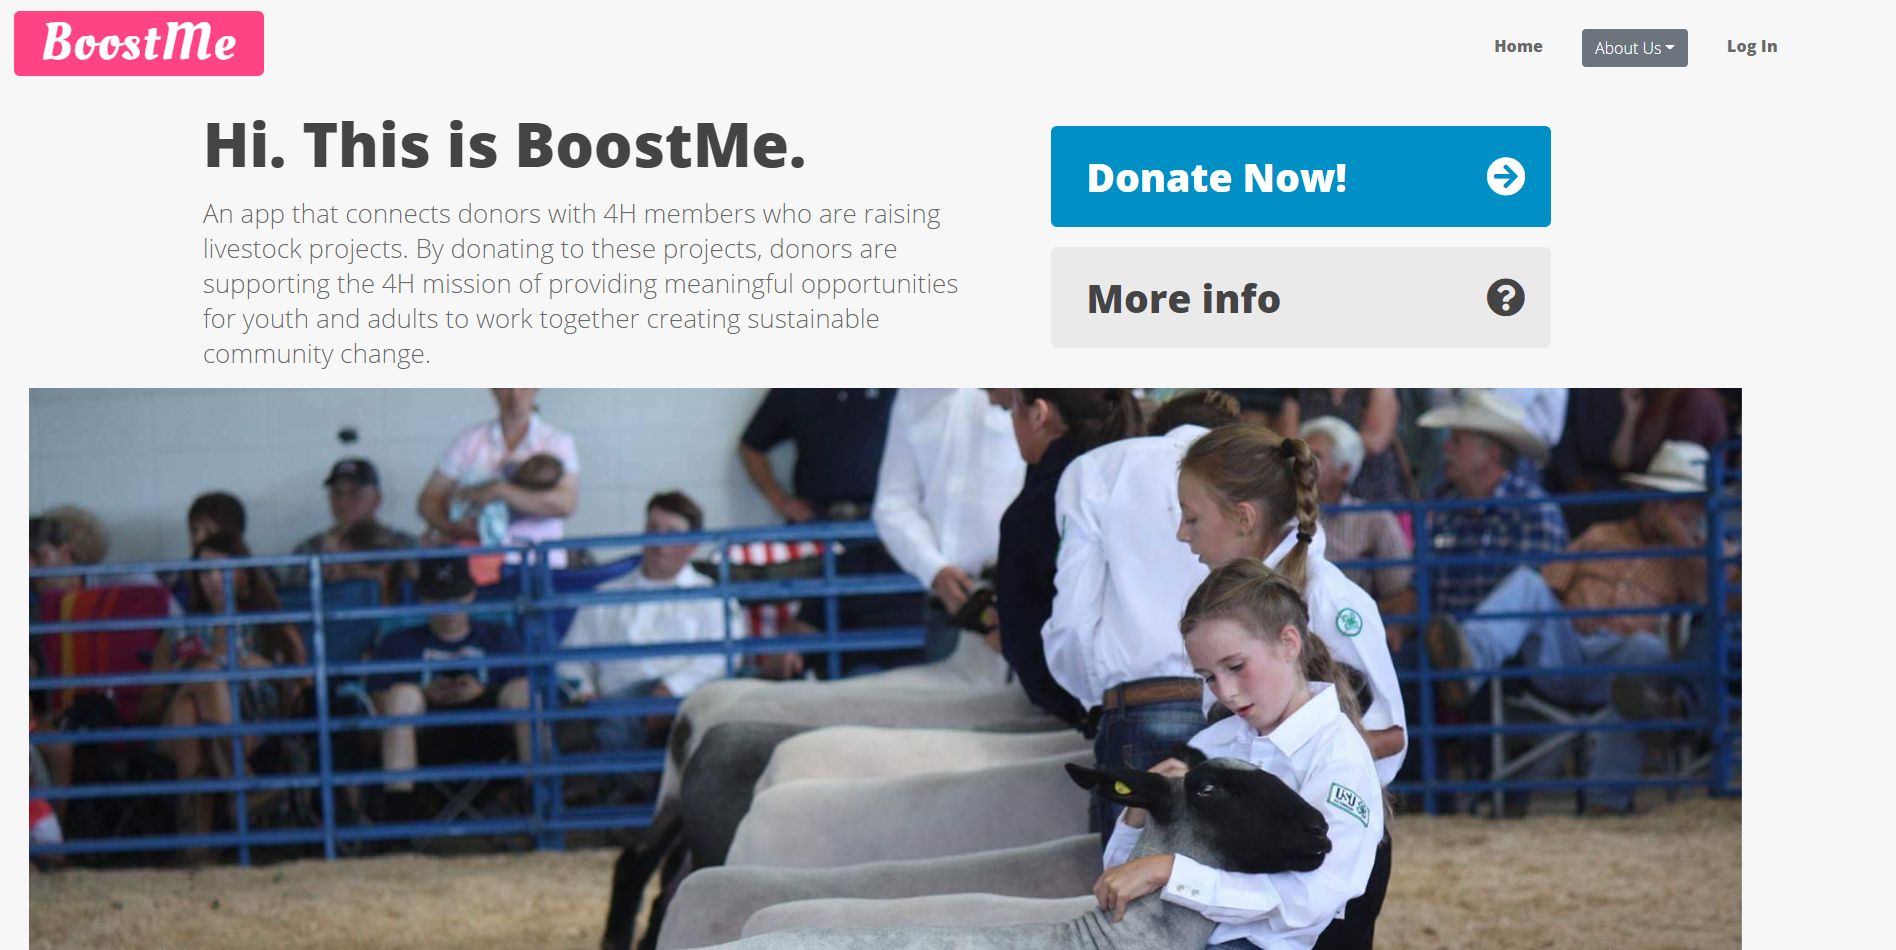 BoostMe
Home
About Us
Log In
Hi. This is BoostMe.
An app that connects donors with 4H members who are raising
livestock projects. By donating to these projects, donors are
supporting the 4H mission of providing meaningful opportunities
for youth and adults to work together creating sustainable
community change.
Donate Now!
More info
USU